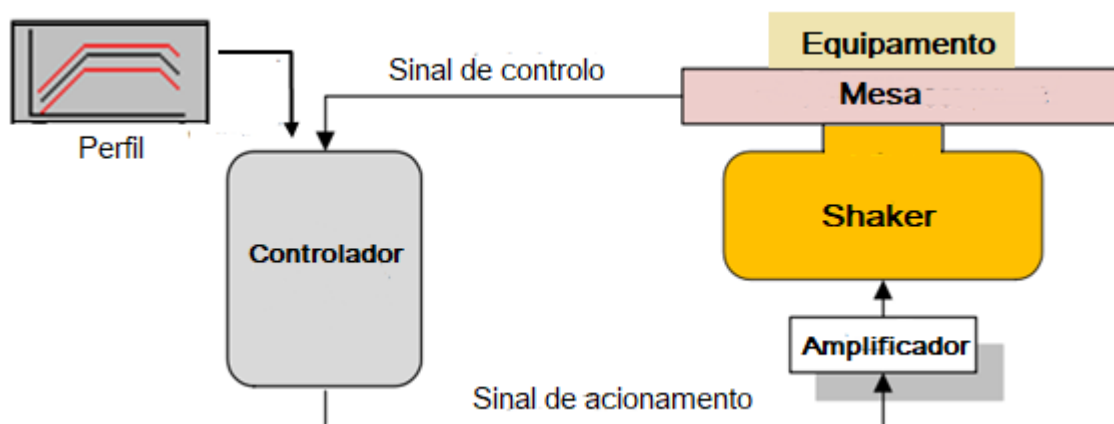 Equipamento
Sinal de controlo
Mesa
Perfil
Shaker
Controlador
Amplificador
Sinal de acionamento